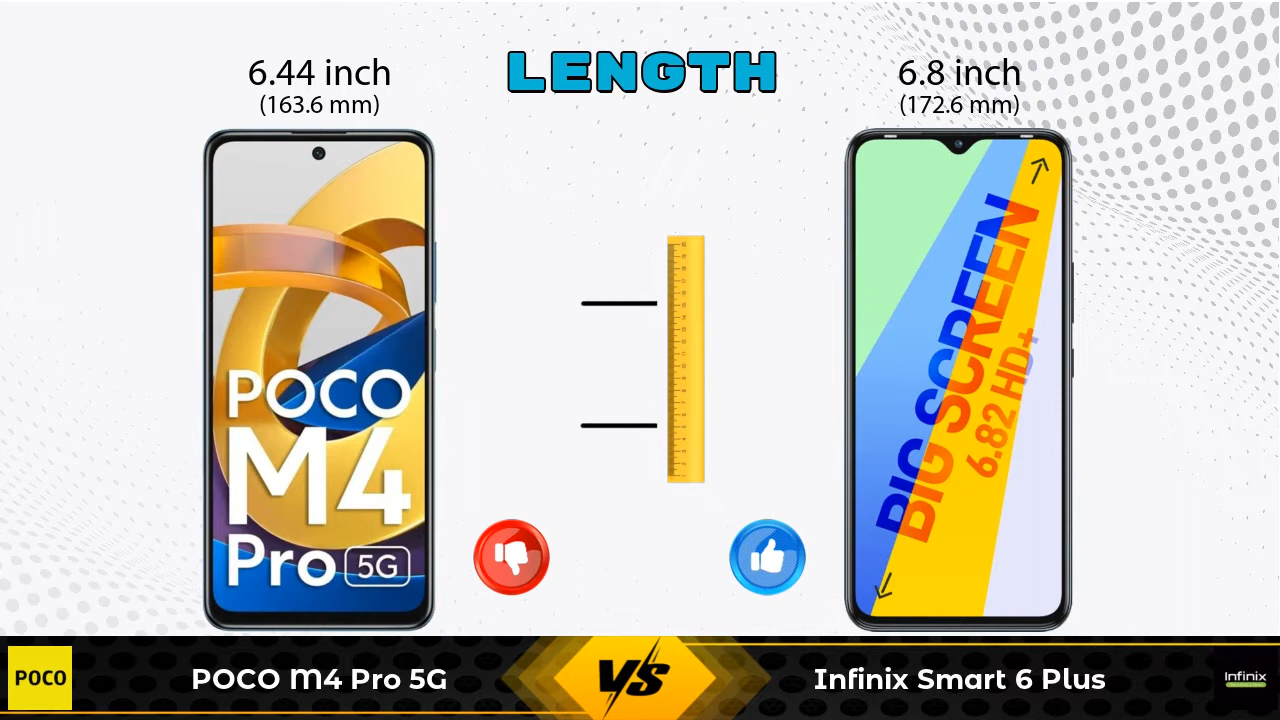 LENGTH
6.44 inch
(163.6 mm)
6.8 inch
(172.6 mm)
POCO
M4
Pro 5G
BIG SCREEN
6.82 HD+
POCO
POCO M4 Pro 5G
VS
Infinix Smart 6 Plus
Infinix